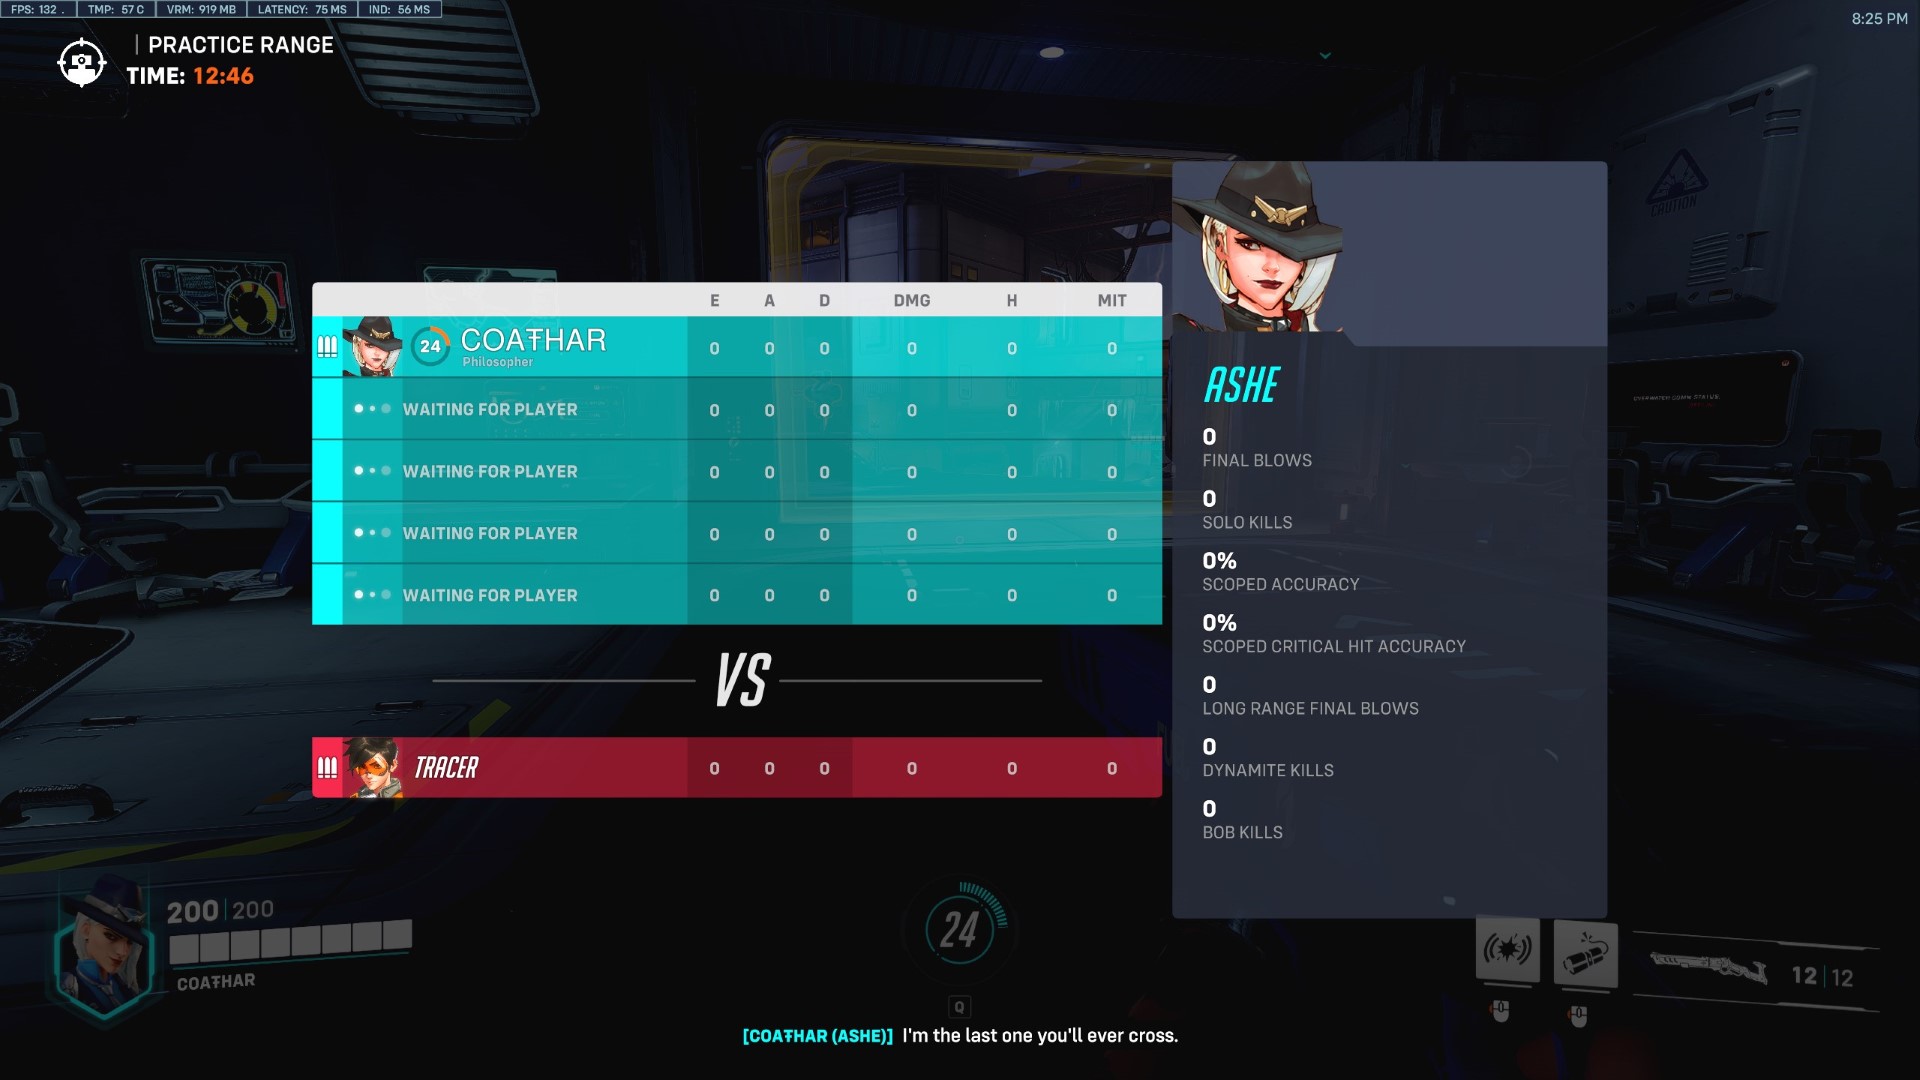 FPS: 132 . TMP: 57 C VRM: 919 MB LATENCY: 75 MS IND: 56 MS
8:25 PM
| PRACTICE RANGE
TIME: 12:46
CAUTION
E A D DMG H MIT
24 COAŦHAR 0 0 0 0 0 0
Philosopher
WAITING FOR PLAYER 0 0 0 0 0 0
WAITING FOR PLAYER 0 0 0 0 0 0
WAITING FOR PLAYER 0 0 0 0 0 0
WAITING FOR PLAYER 0 0 0 0 0 0
VS
TRACER 0 0 0 0 0 0
ASHE
0
FINAL BLOWS
0
SOLO KILLS
0%
SCOPED ACCURACY
0%
SCOPED CRITICAL HIT ACCURACY
0
LONG RANGE FINAL BLOWS
0
DYNAMITE KILLS
0
BOB KILLS
200 | 200
COAŦHAR
24
Q
12 | 12
[COAŦHAR (ASHE)] I'm the last one you'll ever cross.